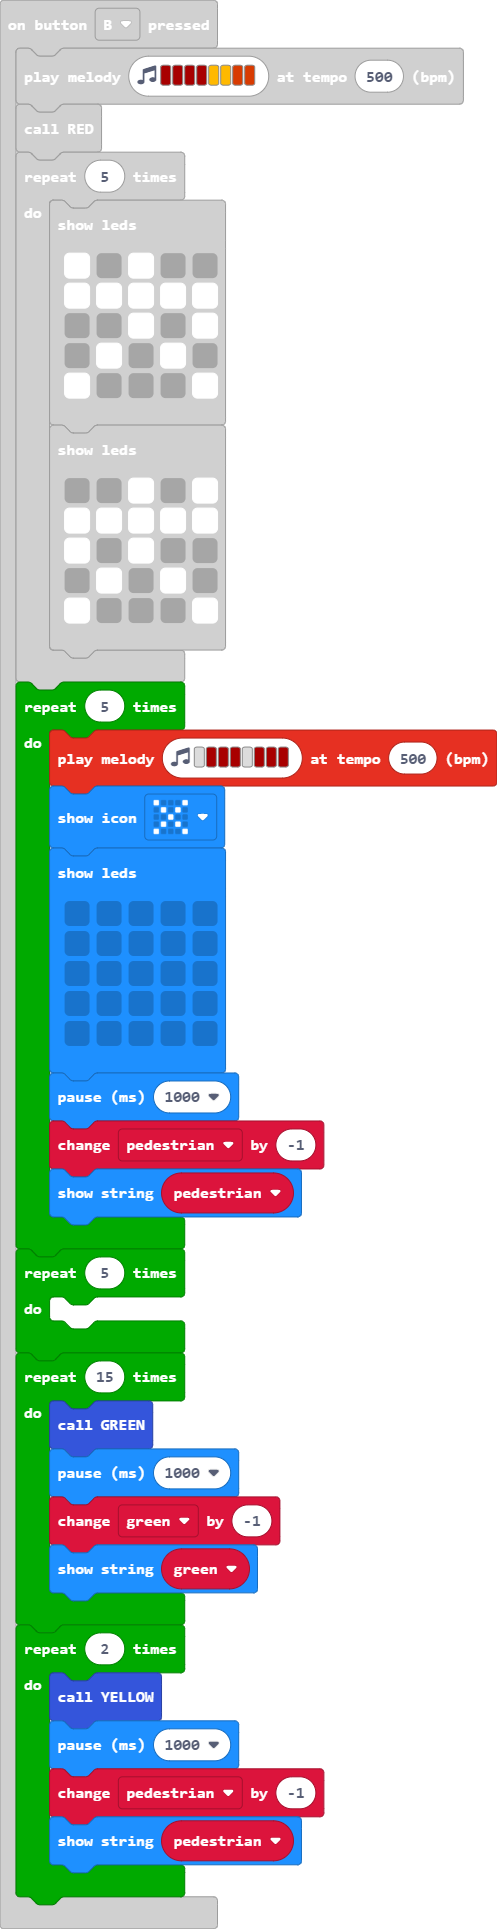 on button B pressed
play melody at tempo 500 (bpm)
call RED
repeat 5 times
do
show leds
show leds
repeat 5 times
do
play melody at tempo 500 (bpm)
show icon
show leds
pause (ms) 1000
change pedestrian by -1
show string pedestrian
repeat 5 times
do
repeat 15 times
do
call GREEN
pause (ms) 1000
change green by -1
show string green
repeat 2 times
do
call YELLOW
pause (ms) 1000
change pedestrian by -1
show string pedestrian